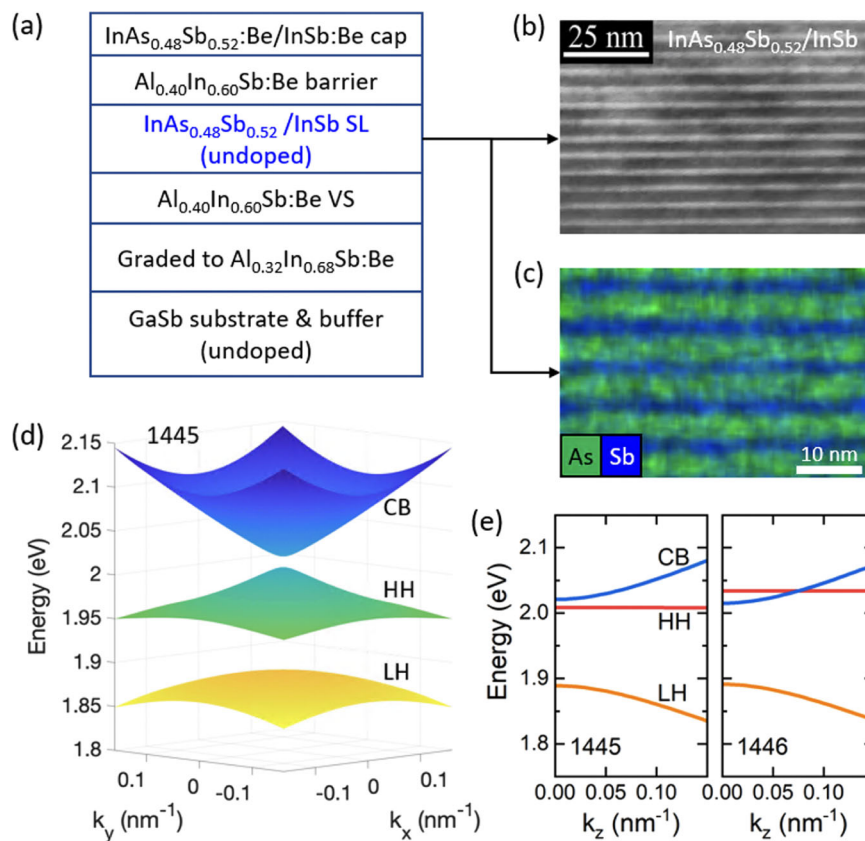 (a)
InAs0.48Sb0.52:Be/InSb:Be cap
Al0.40In0.60Sb:Be barrier
InAs0.48Sb0.52 /InSb SL
(undoped)
Al0.40In0.60Sb:Be VS
Graded to Al0.32In0.68Sb:Be
GaSb substrate & buffer
(undoped)
(b)
25 nm
InAs0.48Sb0.52/InSb
(c)
As
Sb
10 nm
(d)
1445
2.15
2.1
2.05
2
1.95
1.9
1.85
1.8
Energy (eV)
CB
HH
LH
0.1
0
-0.1
ky (nm-1)
-0.1
0
0.1
kx (nm-1)
(e)
2.1
2.0
1.9
1.8
Energy (eV)
CB
HH
LH
1445
0.00
0.05
0.10
kz (nm-1)
1446
0.00
0.05
0.10
kz (nm-1)